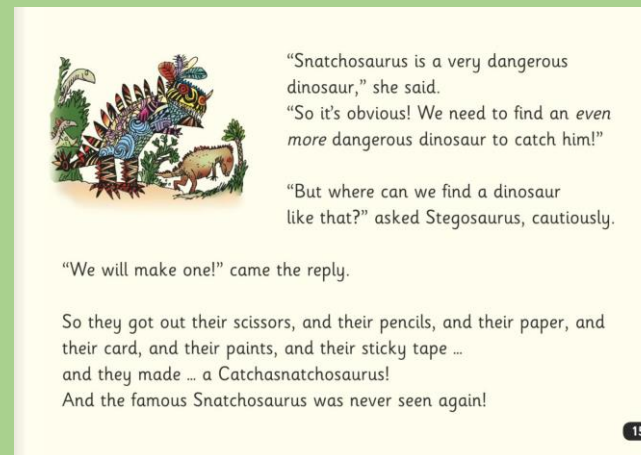 “Snatchosaurus is a very dangerous
dinosaur,” she said.
“So it’s obvious! We need to find an even
more dangerous dinosaur to catch him!”
“But where can we find a dinosaur
like that?” asked Stegosaurus, cautiously.
“We will make one!” came the reply.
So they got out their scissors, and their pencils, and their paper, and
their card, and their paints, and their sticky tape ...
and they made ... a Catchasnatchosaurus!
And the famous Snatchosaurus was never seen again!
15